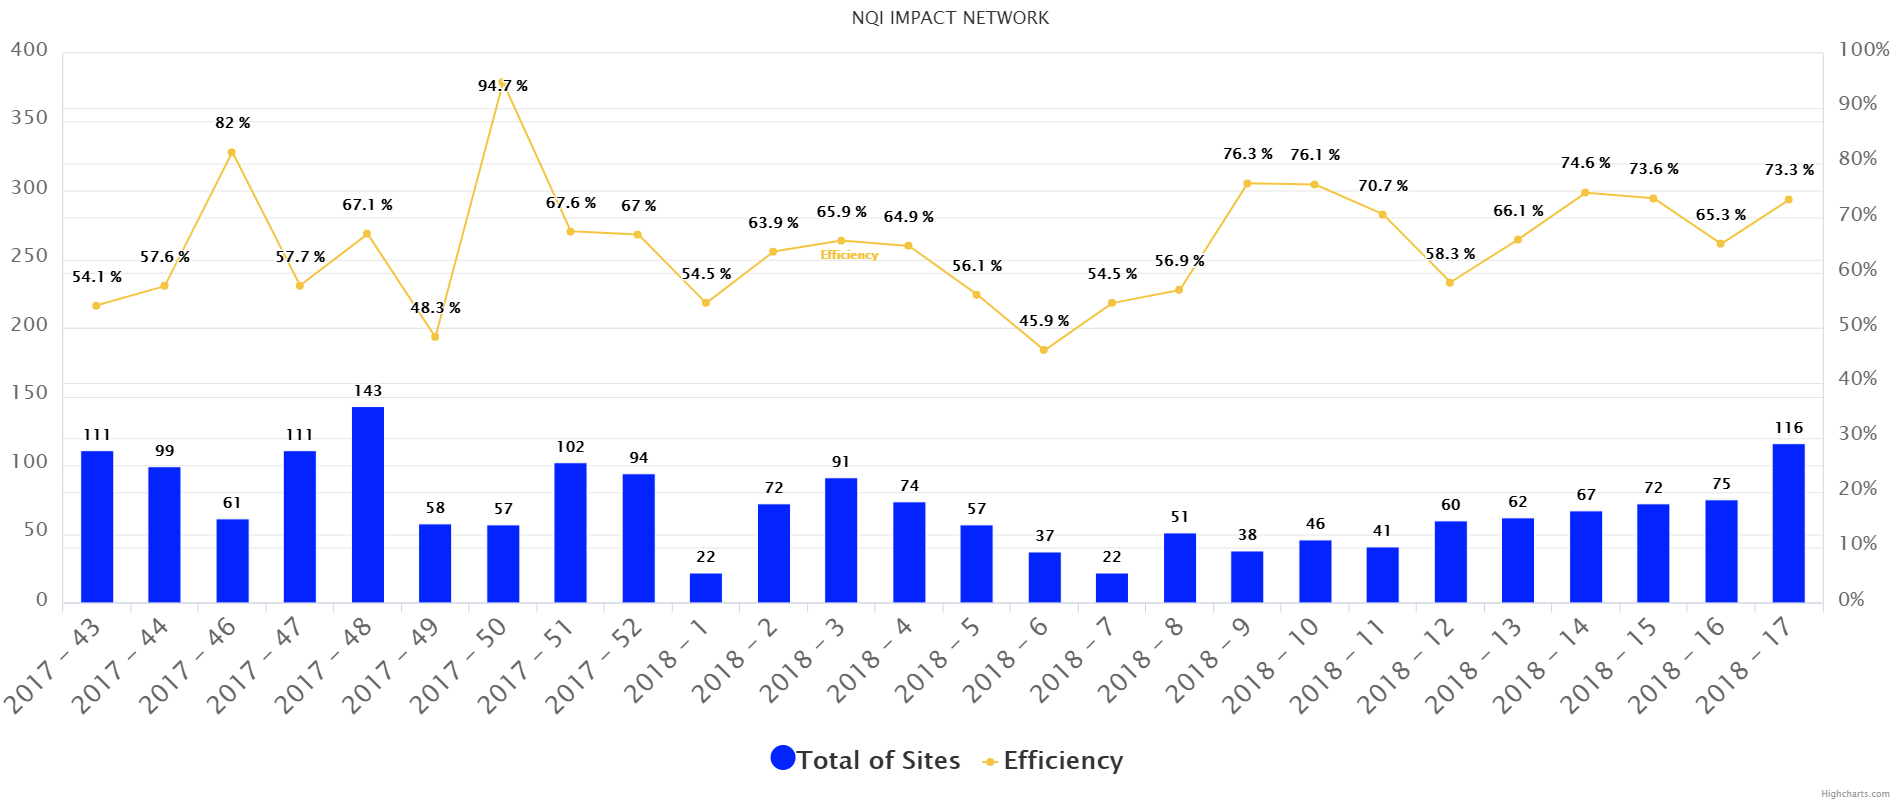 NQI IMPACT NETWORK
400
350
300
250
200
150
100
50
0
100%
90%
80%
70%
60%
50%
40%
30%
20%
10%
0%
54.1 %
57.6 %
82 %
57.7 %
67.1 %
48.3 %
94.7 %
67.6 %
67 %
54.5 %
63.9 %
65.9 %
64.9 %
56.1 %
45.9 %
54.5 %
56.9 %
76.3 %
76.1 %
70.7 %
58.3 %
66.1 %
74.6 %
73.6 %
65.3 %
73.3 %
Efficiency
111
99
61
111
143
58
57
102
94
22
72
91
74
57
37
22
51
38
46
41
60
62
67
72
75
116
2017 – 43
2017 – 44
2017 – 46
2017 – 47
2017 – 48
2017 – 49
2017 – 50
2017 – 51
2017 – 52
2018 – 1
2018 – 2
2018 – 3
2018 – 4
2018 – 5
2018 – 6
2018 – 7
2018 – 8
2018 – 9
2018 – 10
2018 – 11
2018 – 12
2018 – 13
2018 – 14
2018 – 15
2018 – 16
2018 – 17
Total of Sites
Efficiency
Highcharts.com